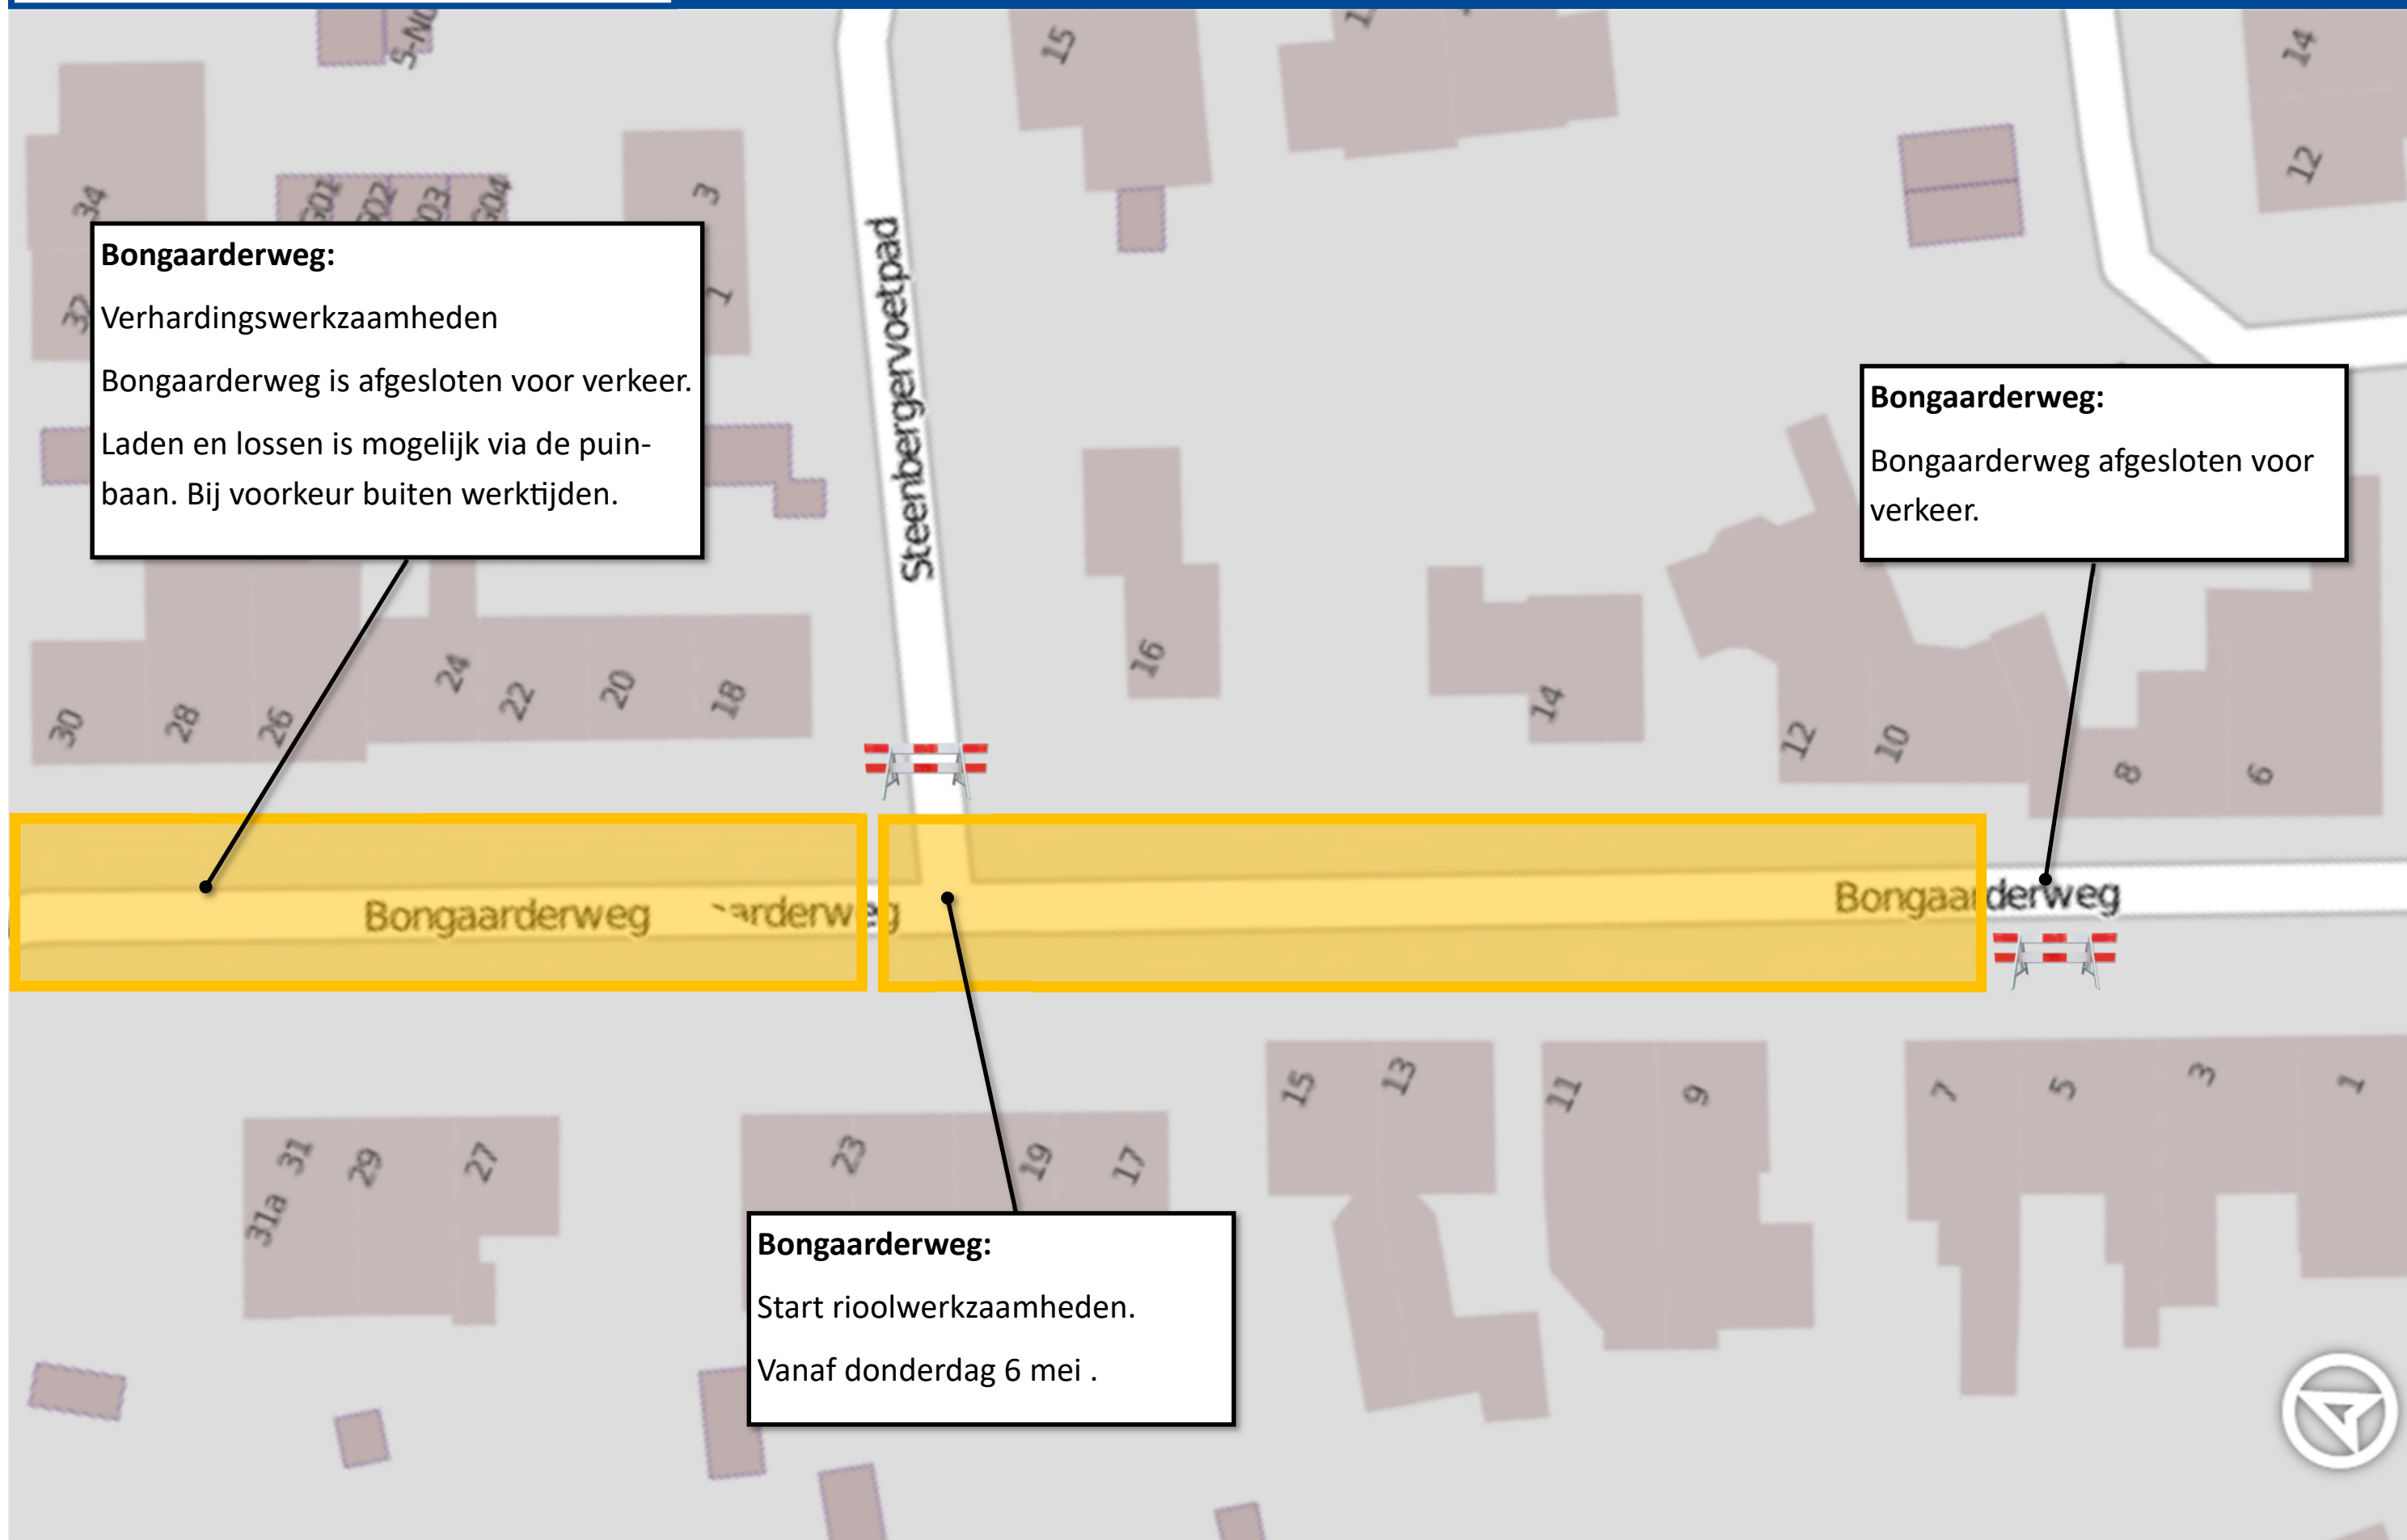 15
14
12
34
3
1
Bongaarderweg:
Verhardingswerkzaamheden
Bongaarderweg is afgesloten voor verkeer.
Laden en lossen is mogelijk via de puin-
baan. Bij voorkeur buiten werktijden.
Steenbergervoetpad
Bongaarderweg:
Bongaarderweg afgesloten voor
verkeer.
30
28
26
24
22
20
18
16
14
12
10
8
6
Bongaarderweg
arderweg
Bongaarderweg
31a
31
29
27
23
19
17
15
13
11
9
7
5
3
1
Bongaarderweg:
Start rioolwerkzaamheden.
Vanaf donderdag 6 mei .